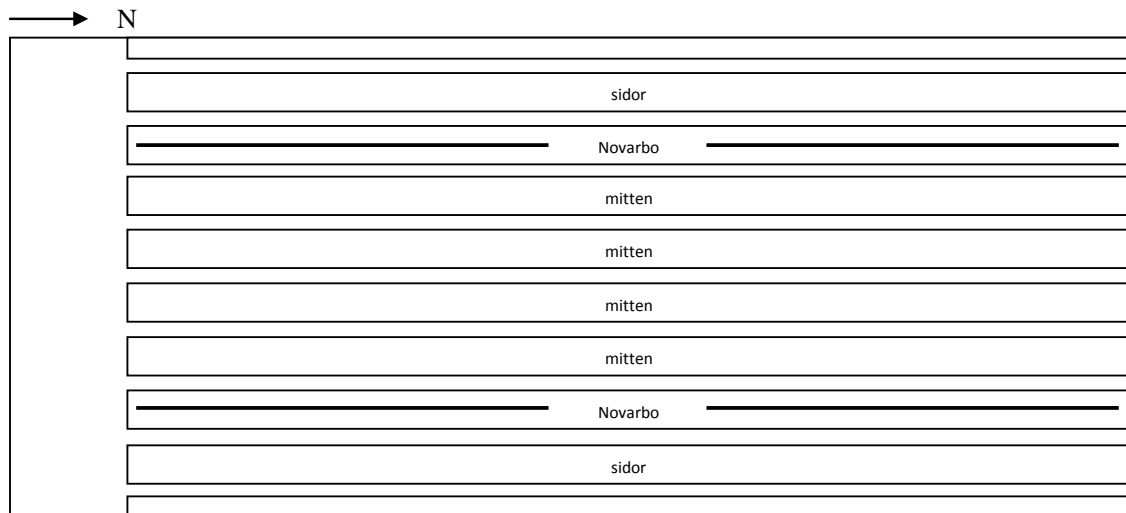 N
sidor
Novarbo
mitten
mitten
mitten
mitten
Novarbo
sidor